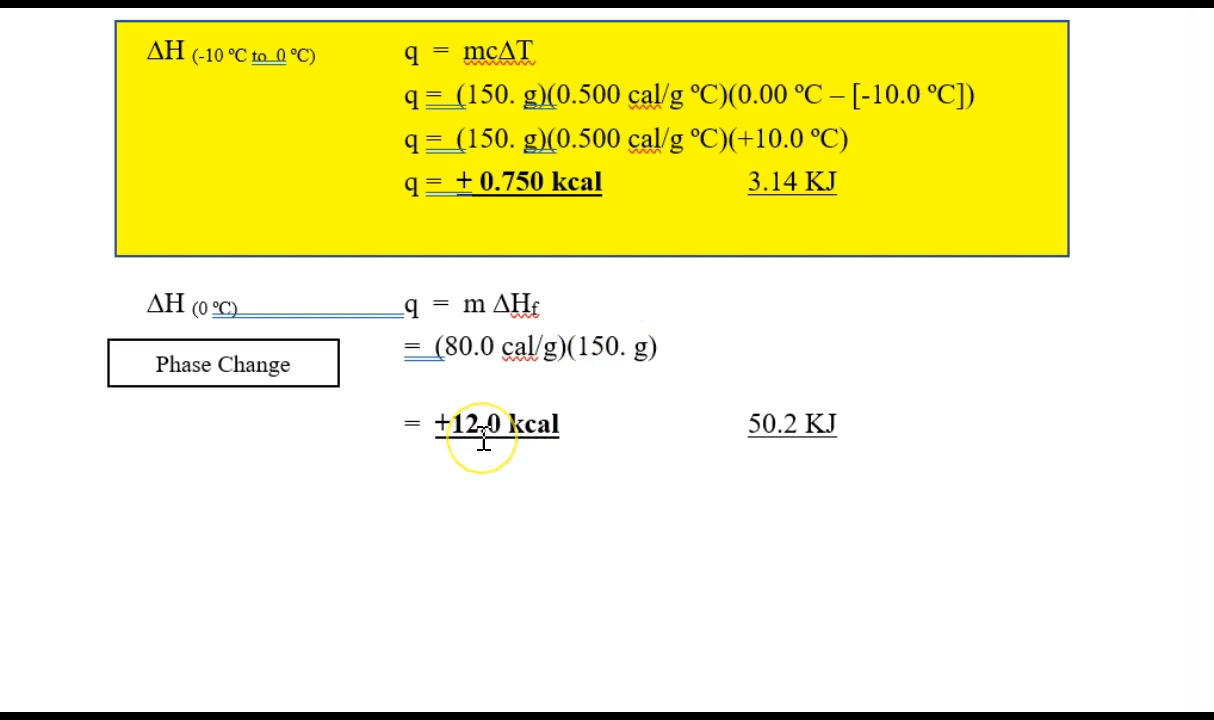 ΔH (-10 ºC to 0 ºC) q = mcΔT
q = (150. g)(0.500 cal/g ºC)(0.00 ºC – [-10.0 ºC])
q = (150. g)(0.500 cal/g ºC)(+10.0 ºC)
q = + 0.750 kcal 3.14 KJ
ΔH (0 ºC) q = m ΔHf
= (80.0 cal/g)(150. g)
Phase Change
= +12.0 kcal 50.2 KJ